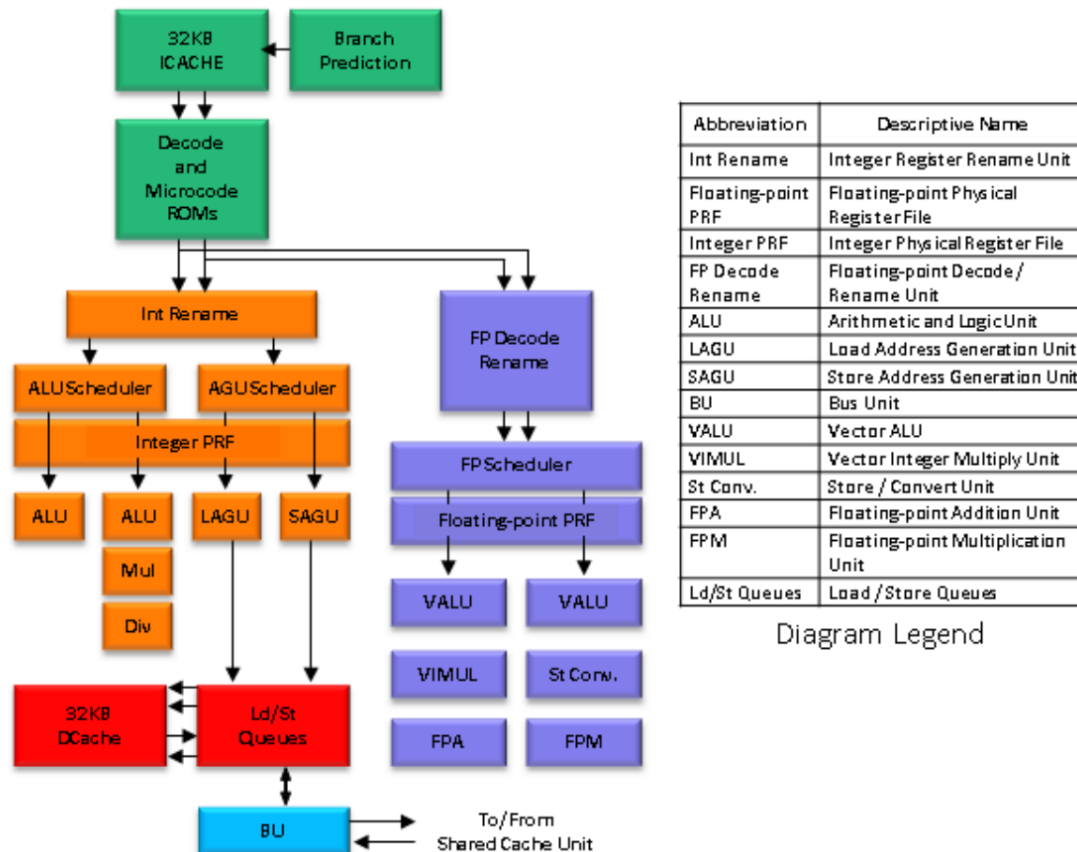 32KB
ICACHE
Branch
Prediction
Decode
and
Microcode
ROMs
Int Rename
FP Decode
Rename
ALU Scheduler
AGU Scheduler
Integer PRF
FP Scheduler
Floating-point PRF
ALU
ALU
LAGU
SAGU
Mul
Div
VALU
VALU
VIMUL
St Conv.
FPA
FPM
32KB
DCache
Ld/St
Queues
BU
To/From
Shared Cache Unit
Abbreviation Descriptive Name
Int Rename Integer Register Rename Unit
Floating-point Floating-point Physical
PRF Register File
Integer PRF Integer Physical Register File
FP Decode Floating-point Decode /
Rename Rename Unit
ALU Arithmetic and Logic Unit
LAGU Load Address Generation Unit
SAGU Store Address Generation Unit
BU Bus Unit
VALU Vector ALU
VIMUL Vector Integer Multiply Unit
St Conv. Store / Convert Unit
FPA Floating-point Addition Unit
FPM Floating-point Multiplication
Unit
Ld/St Queues Load / Store Queues
Diagram Legend